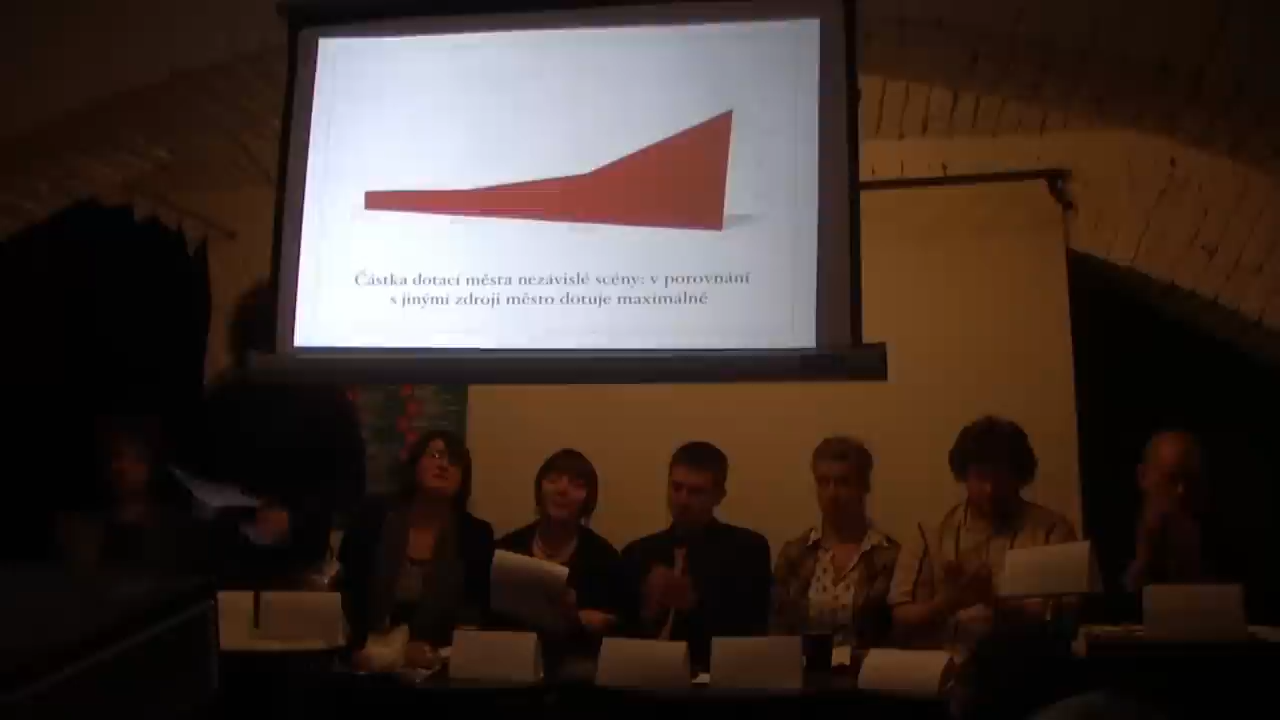 Částka dotací města nezávislé scény: v porovnání
s jinými zdroji město dotuje maximálně